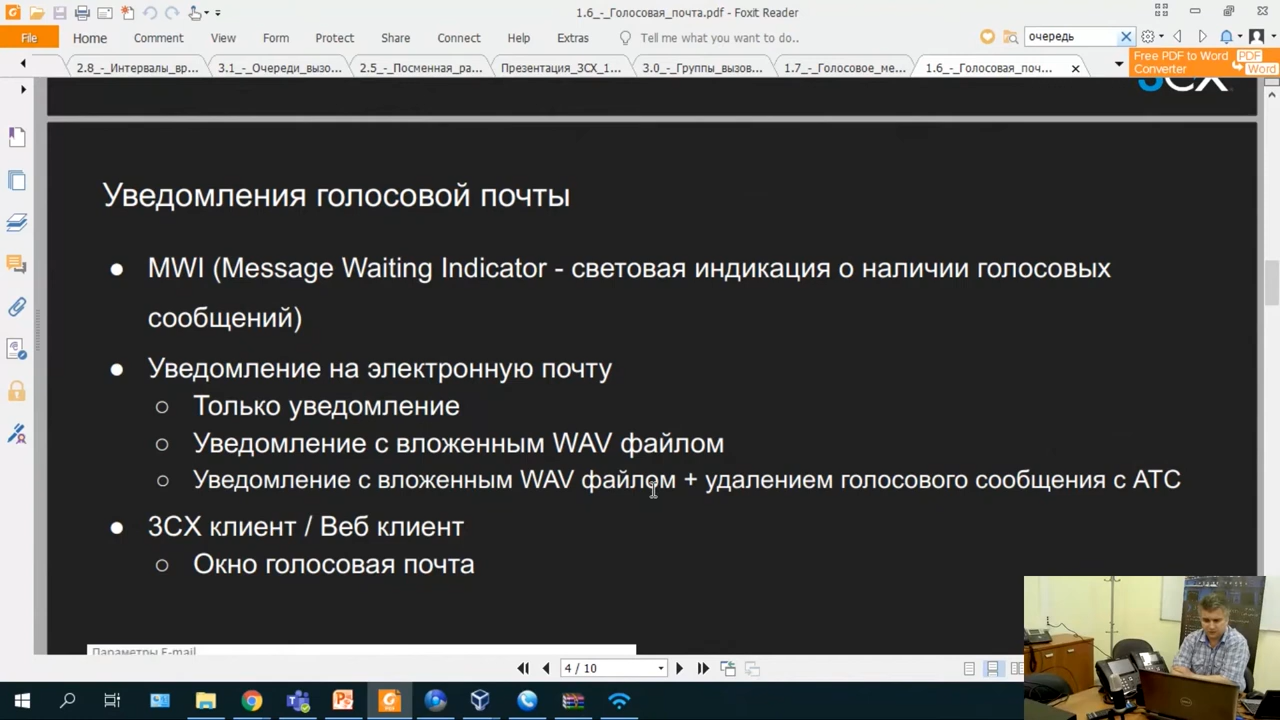 1.6_-_Голосовая_почта.pdf - Foxit Reader
File Home Comment View Form Protect Share Connect Help Extras Tell me what you want to do.. очередь
2.8_-_Интервалы_вр... 3.1_-_Очереди_вызо... 2.5_-_Посменная_ра... Презентация_3CX_1... 3.0_-_Группы_вызов... 1.7_-_Голосовое_ме... 1.6_-_Голосовая_поч...
Free PDF to Word
Converter
PDF
Word
3CX
Уведомления голосовой почты
● MWI (Message Waiting Indicator - световая индикация о наличии голосовых
сообщений)
● Уведомление на электронную почту
○ Только уведомление
○ Уведомление с вложенным WAV файлом
○ Уведомление с вложенным WAV файлом + удалением голосового сообщения с АТС
● 3CX клиент / Веб клиент
○ Окно голосовая почта
Параметры E-mail
4 / 10
DELL